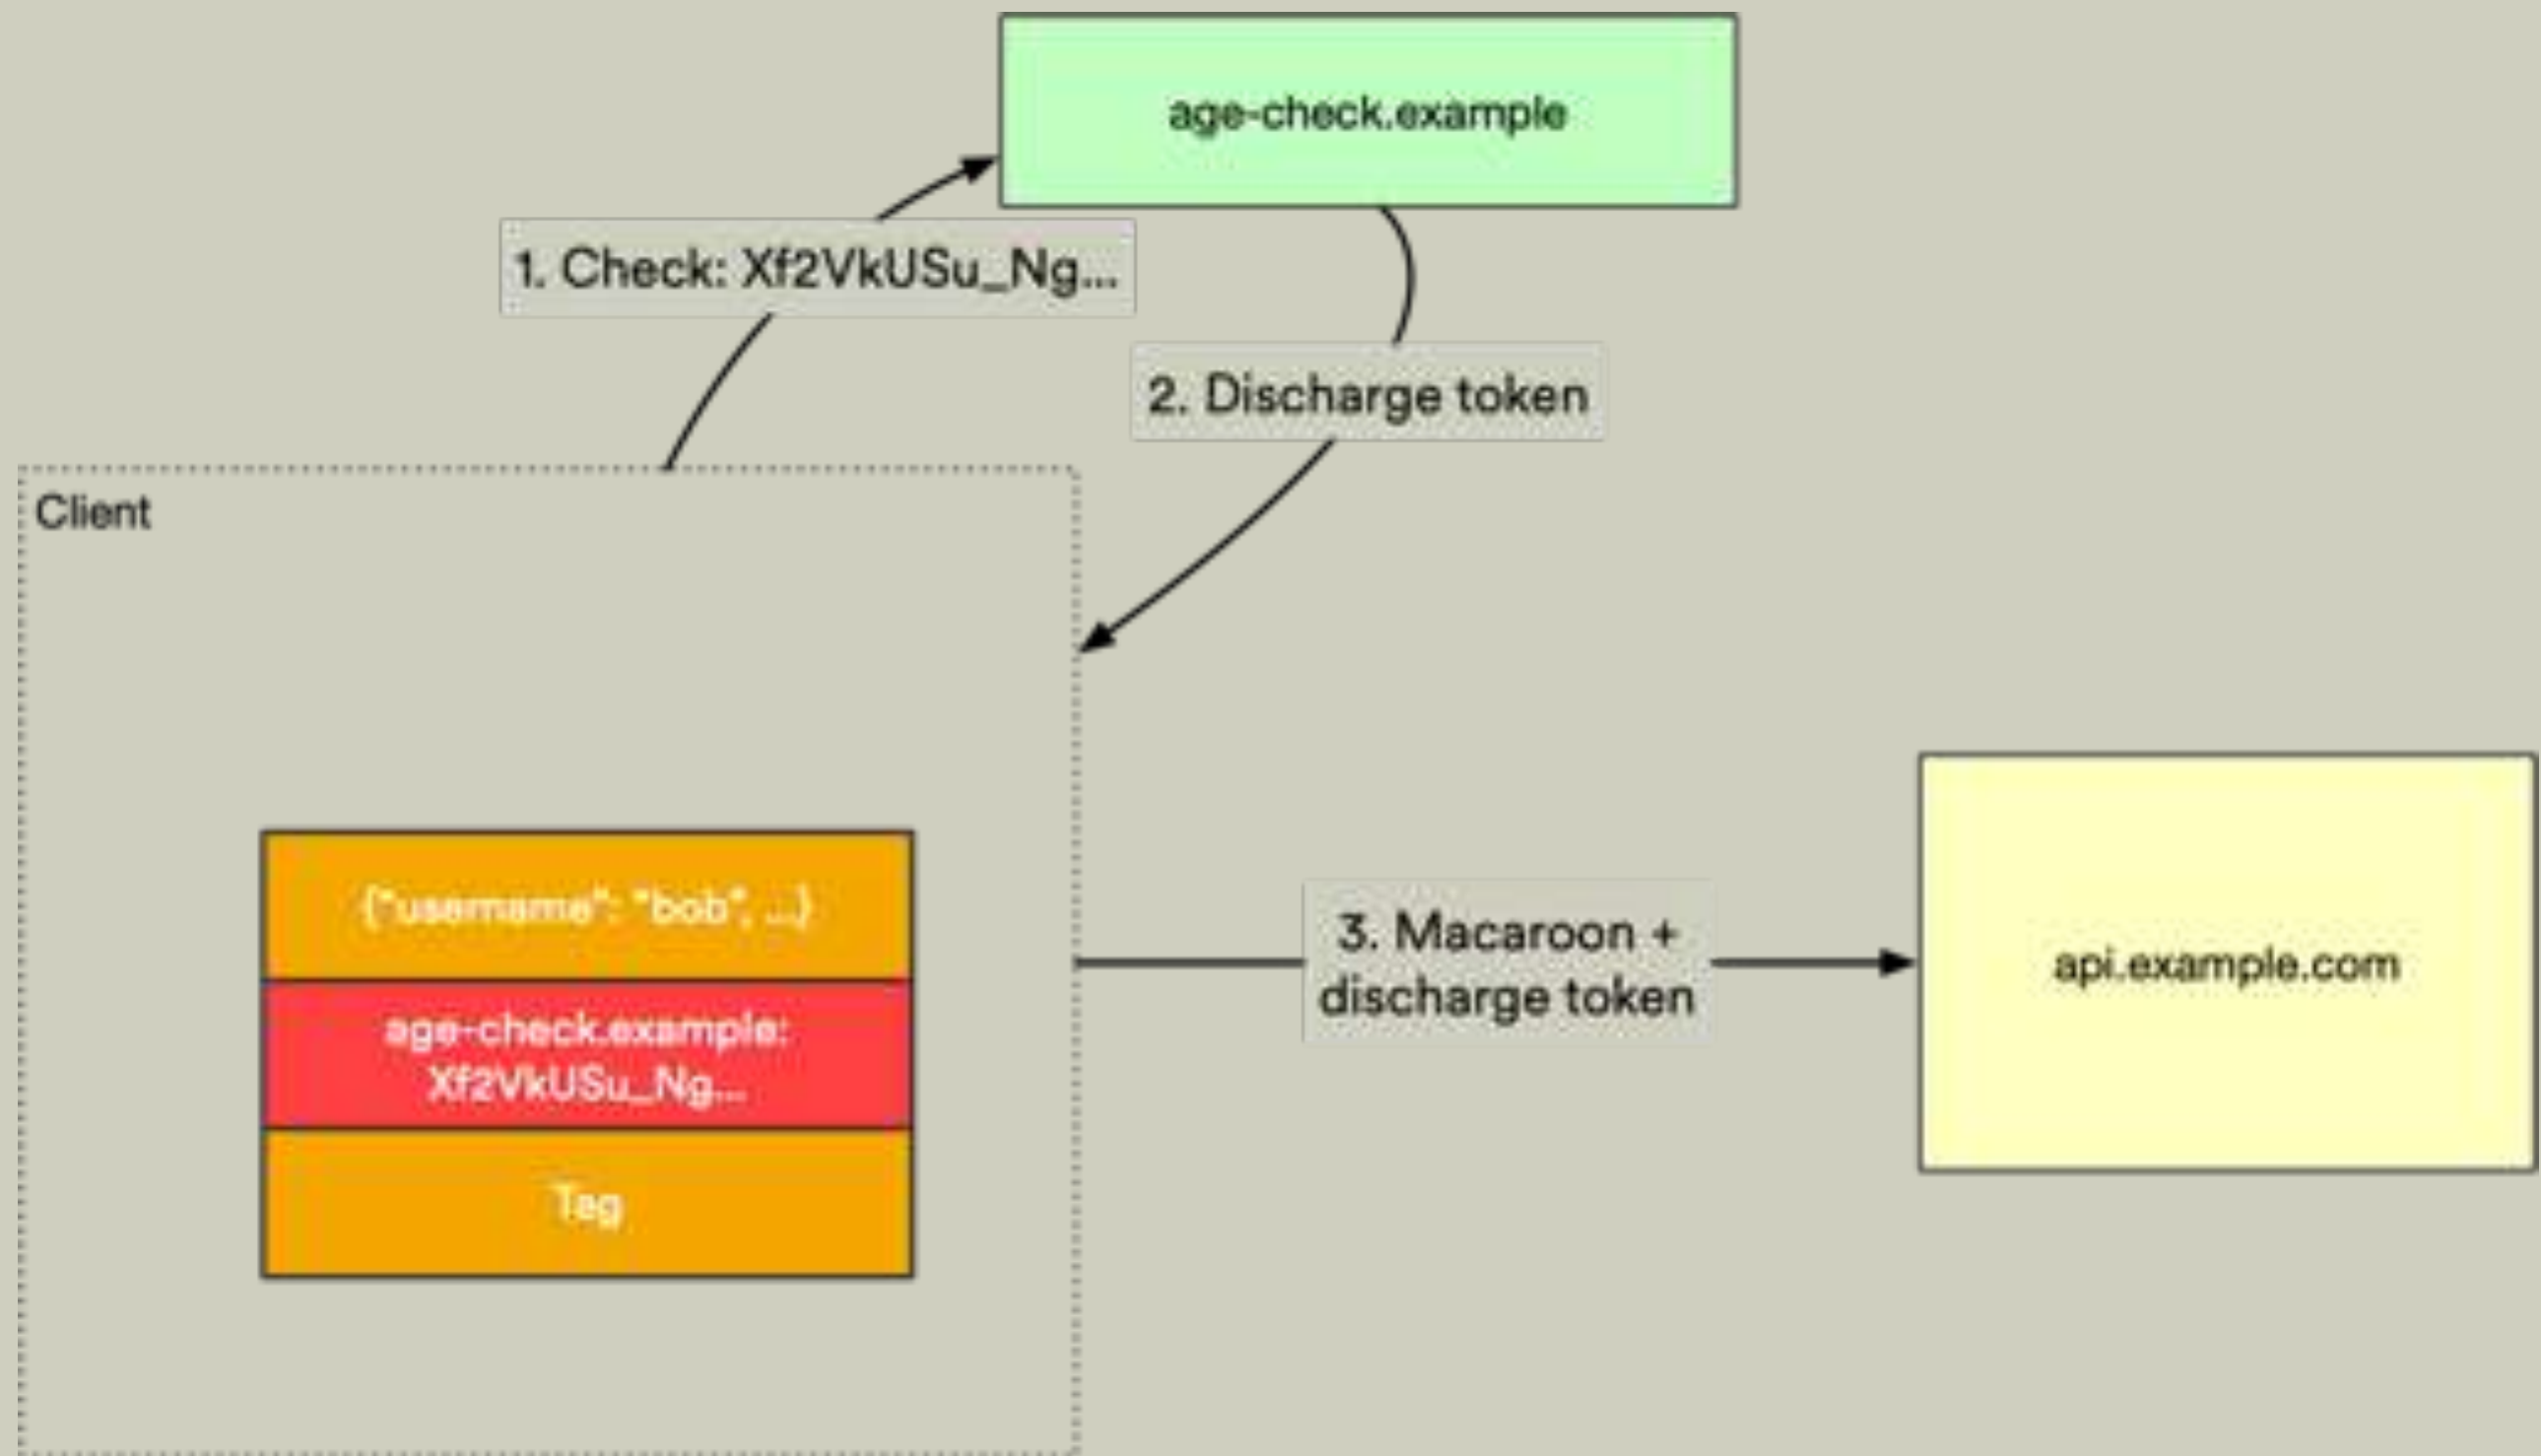 age-check.example
1. Check: Xf2VkUSu_Ng...
2. Discharge token
Client
{"username": "bob", ...}
age-check.example:
Xf2VkUSu_Ng...
Tag
3. Macaroon +
discharge token
api.example.com